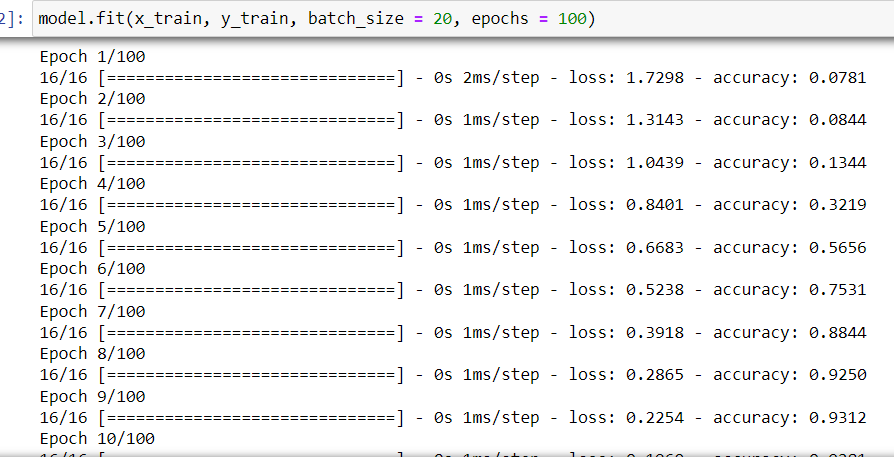 2]: model.fit(x_train, y_train, batch_size = 20, epochs = 100)
Epoch 1/100
16/16 [==============================] - 0s 2ms/step - loss: 1.7298 - accuracy: 0.0781
Epoch 2/100
16/16 [==============================] - 0s 1ms/step - loss: 1.3143 - accuracy: 0.0844
Epoch 3/100
16/16 [==============================] - 0s 1ms/step - loss: 1.0439 - accuracy: 0.1344
Epoch 4/100
16/16 [==============================] - 0s 1ms/step - loss: 0.8401 - accuracy: 0.3219
Epoch 5/100
16/16 [==============================] - 0s 1ms/step - loss: 0.6683 - accuracy: 0.5656
Epoch 6/100
16/16 [==============================] - 0s 1ms/step - loss: 0.5238 - accuracy: 0.7531
Epoch 7/100
16/16 [==============================] - 0s 1ms/step - loss: 0.3918 - accuracy: 0.8844
Epoch 8/100
16/16 [==============================] - 0s 1ms/step - loss: 0.2865 - accuracy: 0.9250
Epoch 9/100
16/16 [==============================] - 0s 1ms/step - loss: 0.2254 - accuracy: 0.9312
Epoch 10/100